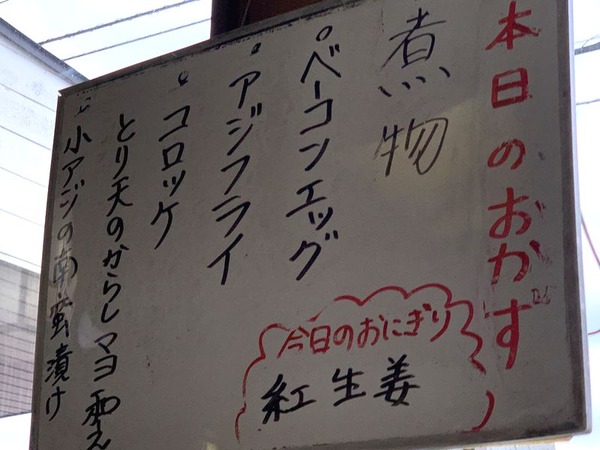 本日のおかず
煮物
ベーコンエッグ
アジフライ
コロッケ
とり天のからしマヨ和え
小アジの南蛮漬け
今日のおにぎり
紅生姜